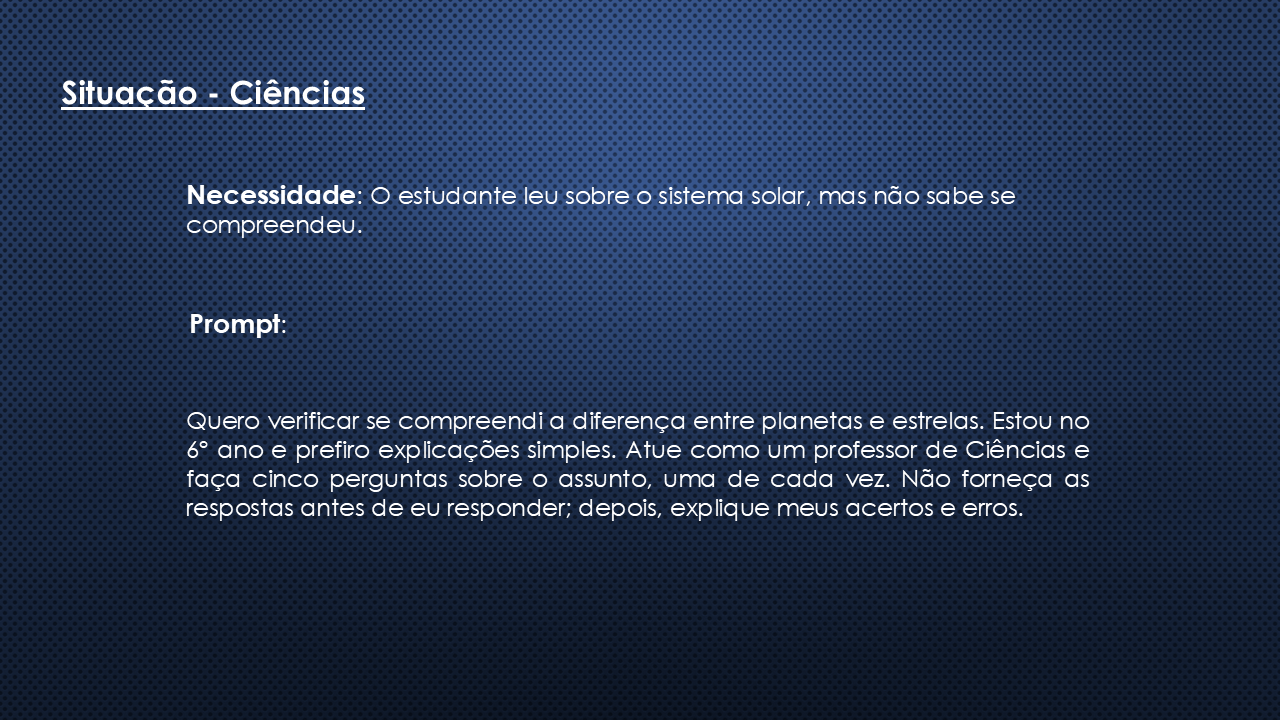 Situação - Ciências
Necessidade: O estudante leu sobre o sistema solar, mas não sabe se
compreendeu.
Prompt:
Quero verificar se compreendi a diferença entre planetas e estrelas. Estou no
6º ano e prefiro explicações simples. Atue como um professor de Ciências e
faça cinco perguntas sobre o assunto, uma de cada vez. Não forneça as
respostas antes de eu responder; depois, explique meus acertos e erros.